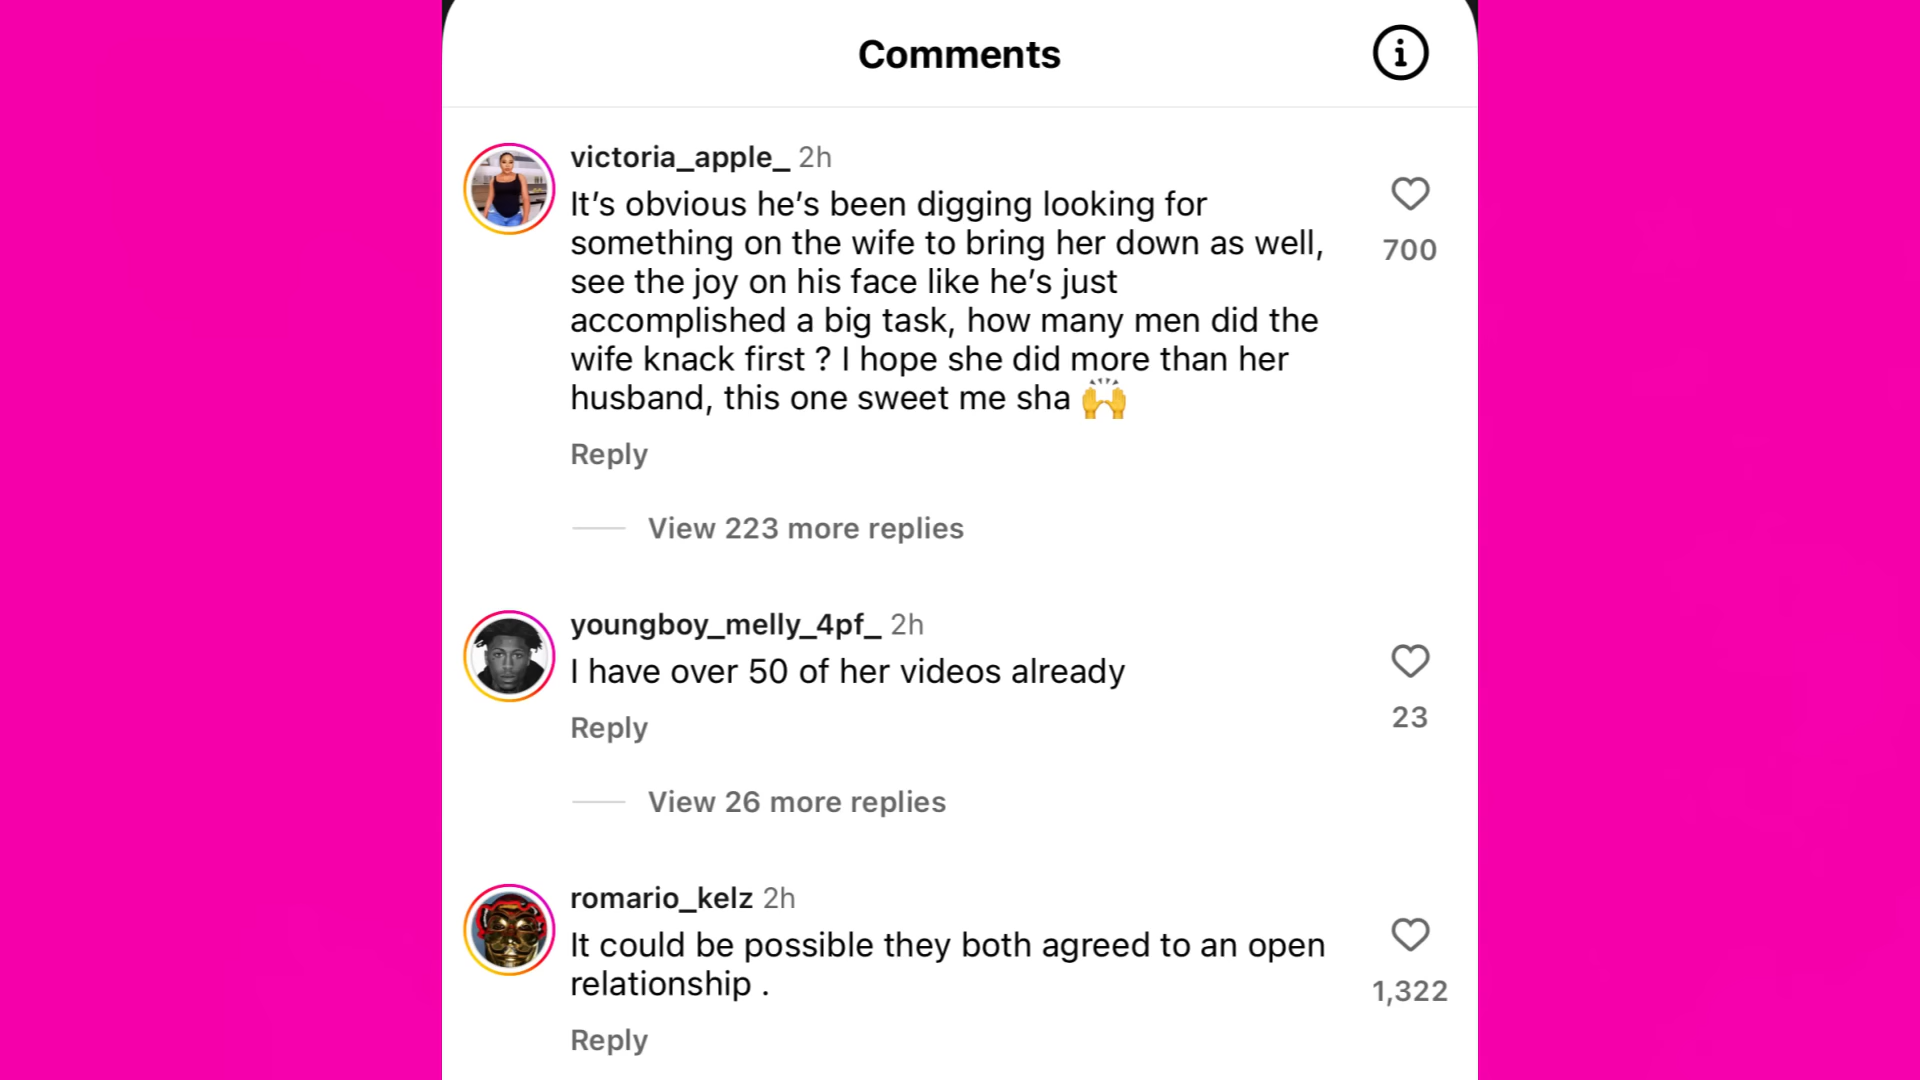 Comments
victoria_apple_ 2h
It’s obvious he’s been digging looking for
something on the wife to bring her down as well,
see the joy on his face like he’s just
accomplished a big task, how many men did the
wife knack first ? I hope she did more than her
husband, this one sweet me sha 🙌
700
Reply
View 223 more replies
youngboy_melly_4pf_ 2h
I have over 50 of her videos already
23
Reply
View 26 more replies
romario_kelz 2h
It could be possible they both agreed to an open
relationship .
1,322
Reply